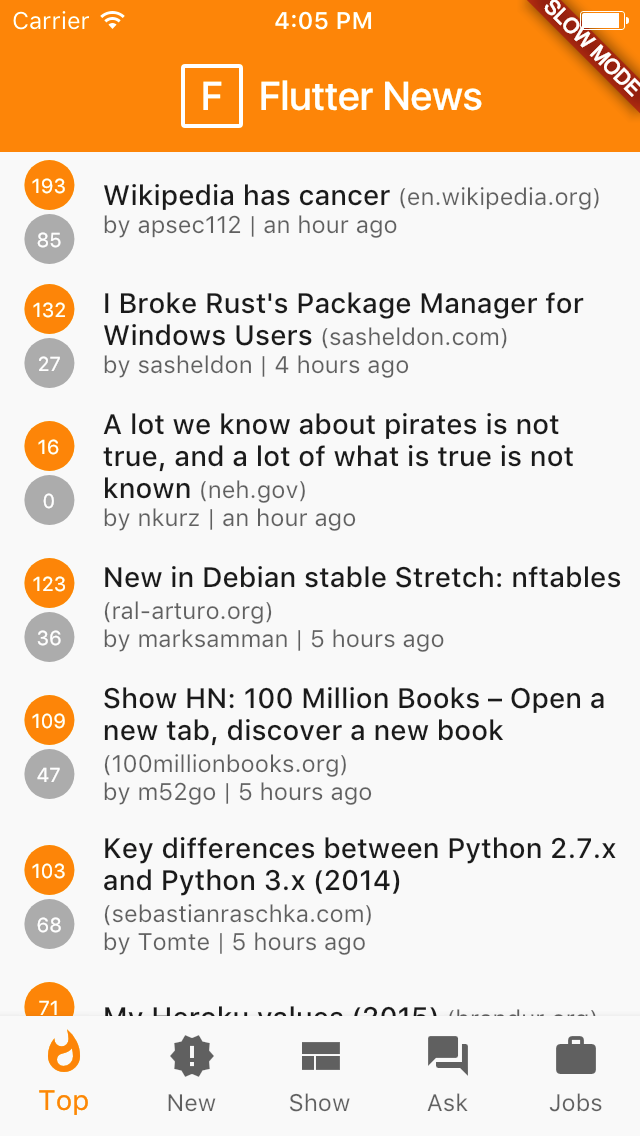 Carrier 4:05 PM
SLOW MODE
F Flutter News
193
Wikipedia has cancer (en.wikipedia.org)
85
by apsec112 | an hour ago
132
I Broke Rust's Package Manager for
Windows Users (sasheldon.com)
27
by sasheldon | 4 hours ago
A lot we know about pirates is not
16
true, and a lot of what is true is not
known (neh.gov)
0
by nkurz | an hour ago
123
New in Debian stable Stretch: nftables
(ral-arturo.org)
36
by marksamman | 5 hours ago
Show HN: 100 Million Books – Open a
109
new tab, discover a new book
(100millionbooks.org)
47
by m52go | 5 hours ago
Key differences between Python 2.7.x
103
and Python 3.x (2014)
(sebastianraschka.com)
68
by Tomte | 5 hours ago
71
My Heroku values (2015) (brandur.org)
Top New Show Ask Jobs